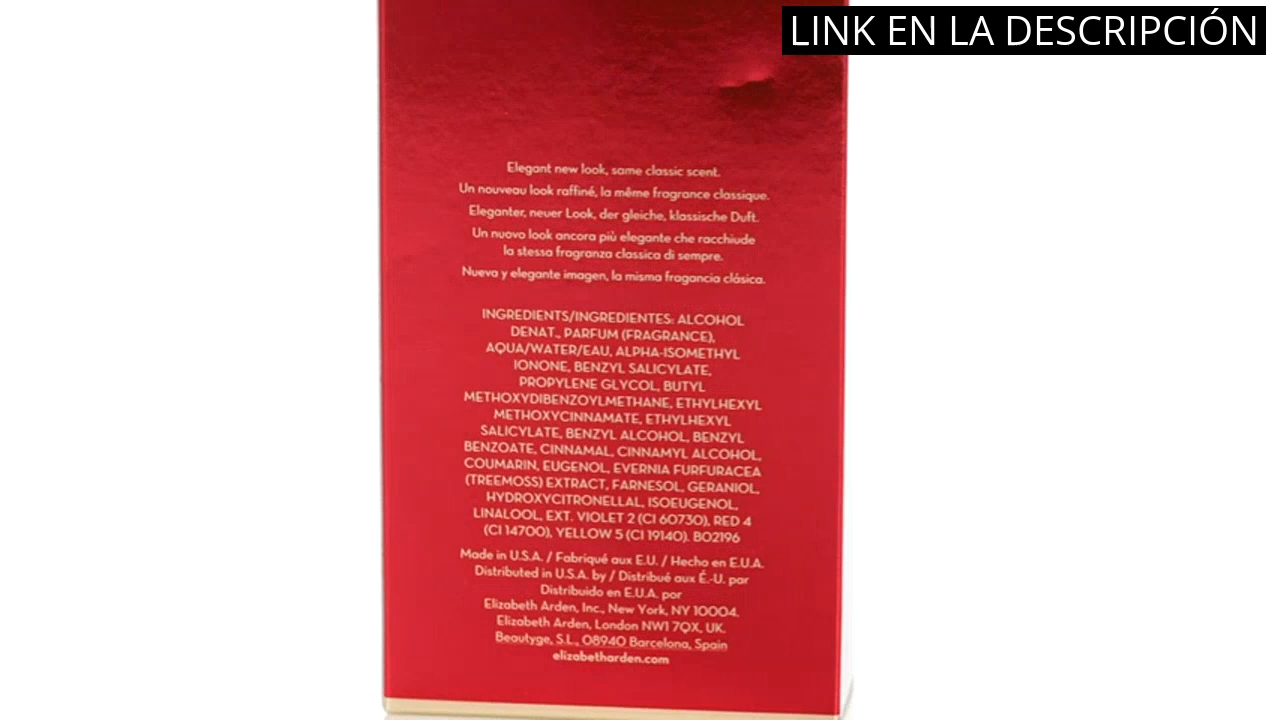 LINK EN LA DESCRIPCIÓN
Elegant new look, same classic scent.
Un nouveau look raffiné, la même fragrance classique.
Eleganter, neuer Look, der gleiche, klassische Duft.
Un nuovo look ancora più elegante che racchiude
la stessa fragranza classica di sempre.
Nueva y elegante imagen, la misma fragancia clásica.
INGREDIENTS/INGREDIENTES: ALCOHOL
DENAT., PARFUM (FRAGRANCE),
AQUA/WATER/EAU, ALPHA-ISOMETHYL
IONONE, BENZYL SALICYLATE,
PROPYLENE GLYCOL, BUTYL
METHOXYDIBENZOYLMETHANE, ETHYLHEXYL
METHOXYCINNAMATE, ETHYLHEXYL
SALICYLATE, BENZYL ALCOHOL, BENZYL
BENZOATE, CINNAMAL, CINNAMYL ALCOHOL,
COUMARIN, EUGENOL, EVERNIA FURFURACEA
(TREEMOSS) EXTRACT, FARNESOL, GERANIOL,
HYDROXYCITRONELLAL, ISOEUGENOL,
LINALOOL, EXT. VIOLET 2 (CI 60730), RED 4
(CI 14700), YELLOW 5 (CI 19140). B02196
Made in U.S.A. / Fabriqué aux E.U. / Hecho en E.U.A.
Distributed in U.S.A. by / Distribué aux É.-U. par
Distribuido en E.U.A. por
Elizabeth Arden, Inc., New York, NY 10004.
Elizabeth Arden, London NW1 7QX, UK.
Beautyge, S.L., 08940 Barcelona, Spain
elizabetharden.com